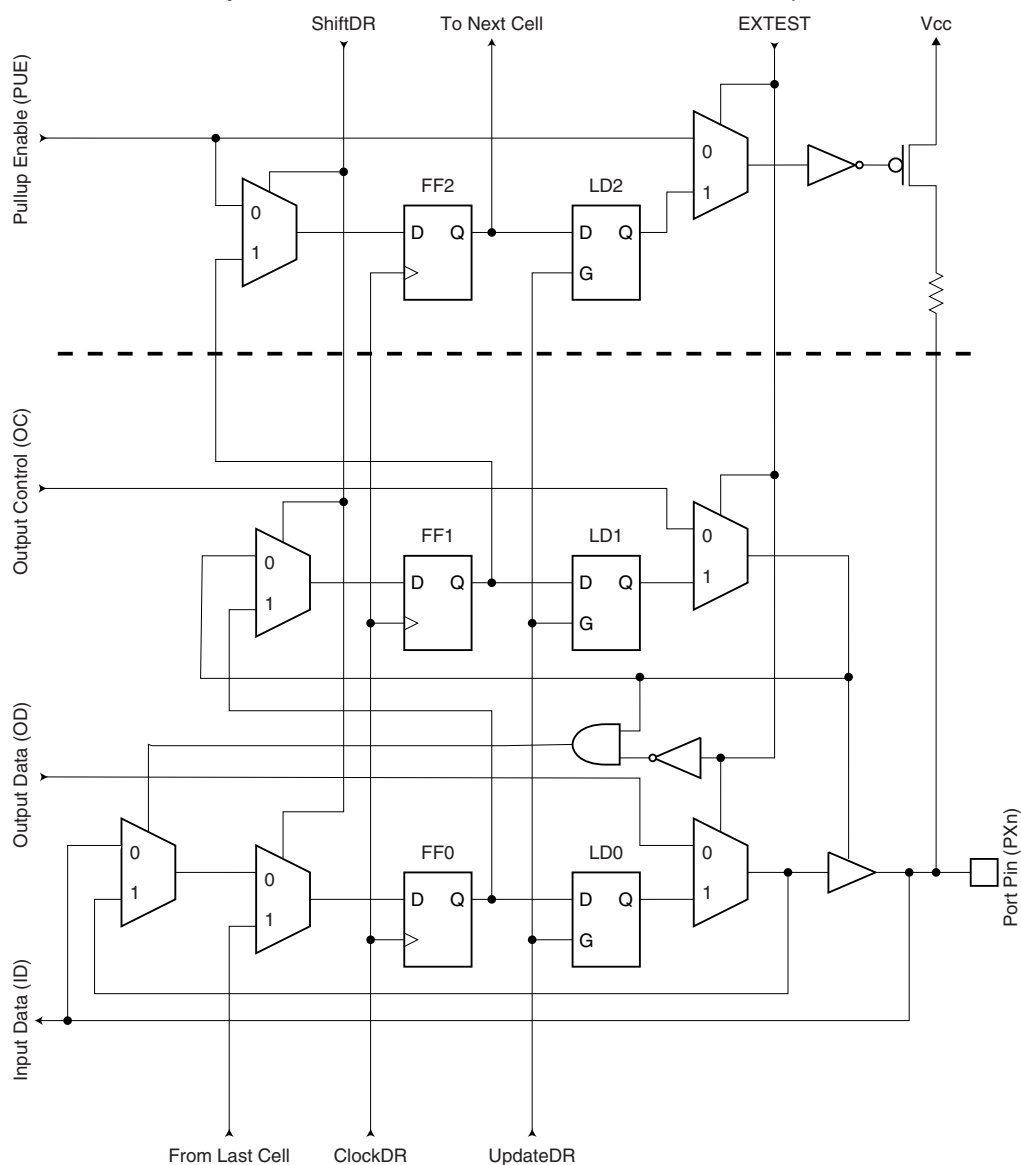 ShiftDR
To Next Cell
EXTEST
Vcc
Pullup Enable (PUE)
0
1
FF2
D Q
LD2
D Q
G
0
1
Output Control (OC)
0
1
FF1
D Q
LD1
D Q
G
0
1
Output Data (OD)
0
1
0
1
FF0
D Q
LD0
D Q
G
0
1
Port Pin (PXn)
Input Data (ID)
From Last Cell
ClockDR
UpdateDR